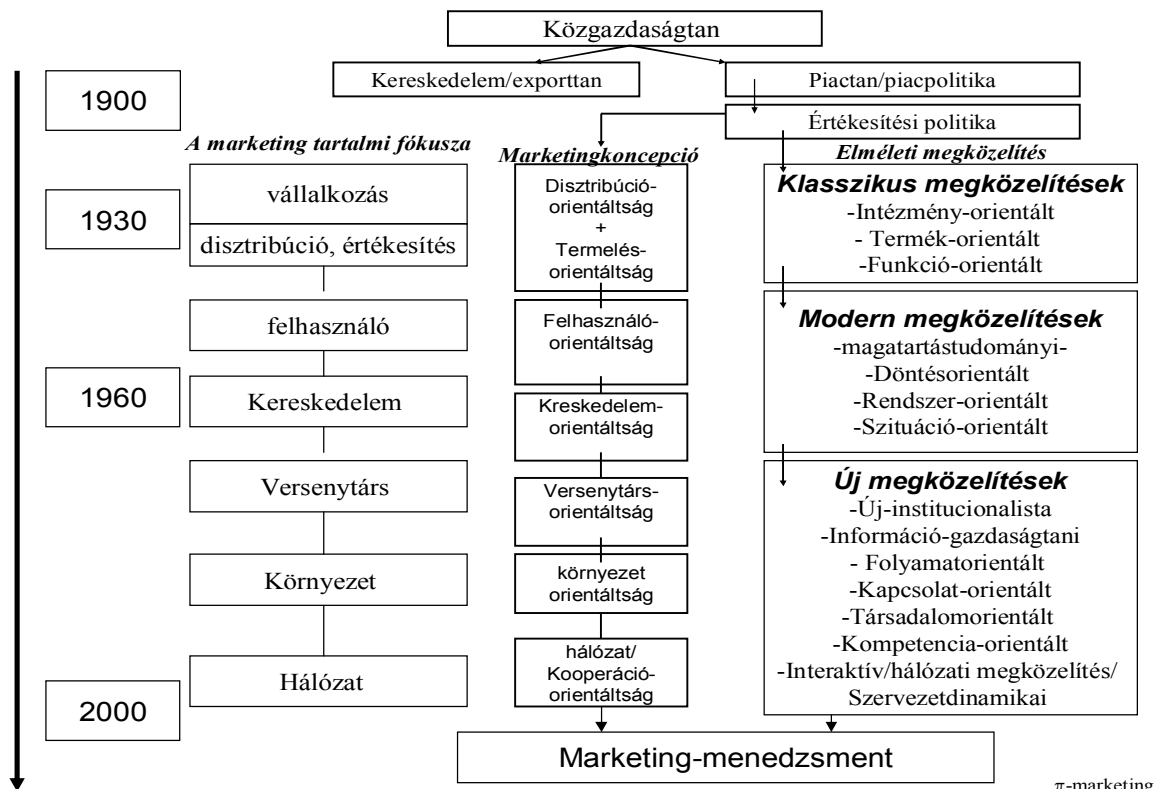 Közgazdaságtan
Kereskedelem/exporttan
Piactan/piacpolitika
1900
Értékesítési politika
A marketing tartalmi fókusza
Marketingkoncepció
Elméleti megközelítés
1930
vállalkozás
disztribúció, értékesítés
felhasználó
1960
Kereskedelem
Versenytárs
Környezet
Hálózat
2000
Disztribúció-
orientáltság
+
Termelés-
orientáltság
Felhasználó-
orientáltság
Kreskedelem-
orientáltság
Versenytárs-
orientáltság
környezet
orientáltság
hálózat/
Kooperáció-
orientáltság
Klasszikus megközelítések
-Intézmény-orientált
- Termék-orientált
-Funkció-orientált
Modern megközelítések
-magatartástudományi-
-Döntésorientált
-Rendszer-orientált
-Szituáció-orientált
Új megközelítések
-Új-institucionalista
-Információ-gazdaságtani
- Folyamatorientált
-Kapcsolat-orientált
-Társadalomorientált
-Kompetencia-orientált
-Interaktív/hálózati megközelítés/
Szervezetdinamikai
Marketing-menedzsment
π-marketing